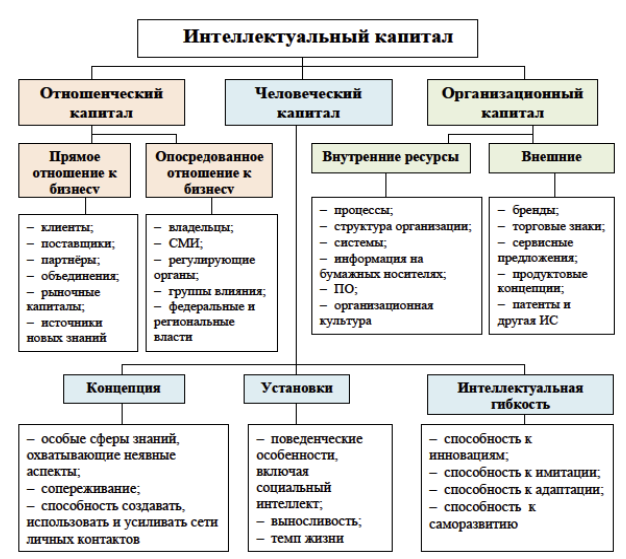 Интеллектуальный капитал
Отношенческий
капитал
Человеческий
капитал
Организационный
капитал
Прямое
отношение к
бизнесу
Опосредованное
отношение к
бизнесу
Внутренние ресурсы
Внешние
– клиенты;
– поставщики;
– партнёры;
– объединения;
– рыночные
капиталы;
– источники
новых знаний
– владельцы;
– СМИ;
– регулирующие
органы;
– группы влияния;
– федеральные и
региональные
власти
– процессы;
– структура организации;
– системы;
– информация на
бумажных носителях;
– ПО;
– организационная
культура
– бренды;
– торговые знаки;
– сервисные
предложения;
– продуктовые
концепции;
– патенты и
другая ИС
Концепция
Установки
Интеллектуальная
гибкость
– особые сферы знаний,
охватывающие неявные
аспекты;
– сопереживание;
– способность создавать,
использовать и усиливать сети
личных контактов
– поведенческие
особенности,
включая
социальный
интеллект;
– выносливость;
– темп жизни
– способность к
инновациям;
– способность к имитации;
– способность к адаптации;
– способность к
саморазвитию